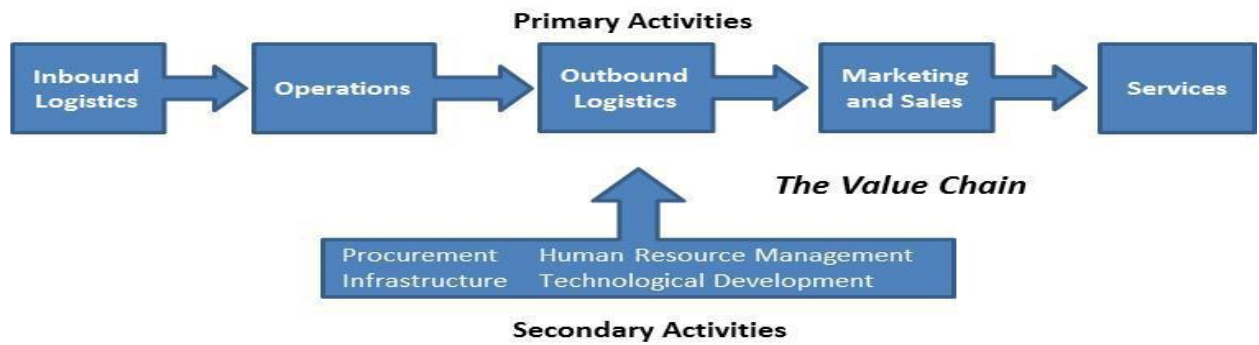 Primary Activities
Inbound
Logistics
Operations
Outbound
Logistics
Marketing
and Sales
Services
The Value Chain
Procurement Human Resource Management
Infrastructure Technological Development
Secondary Activities